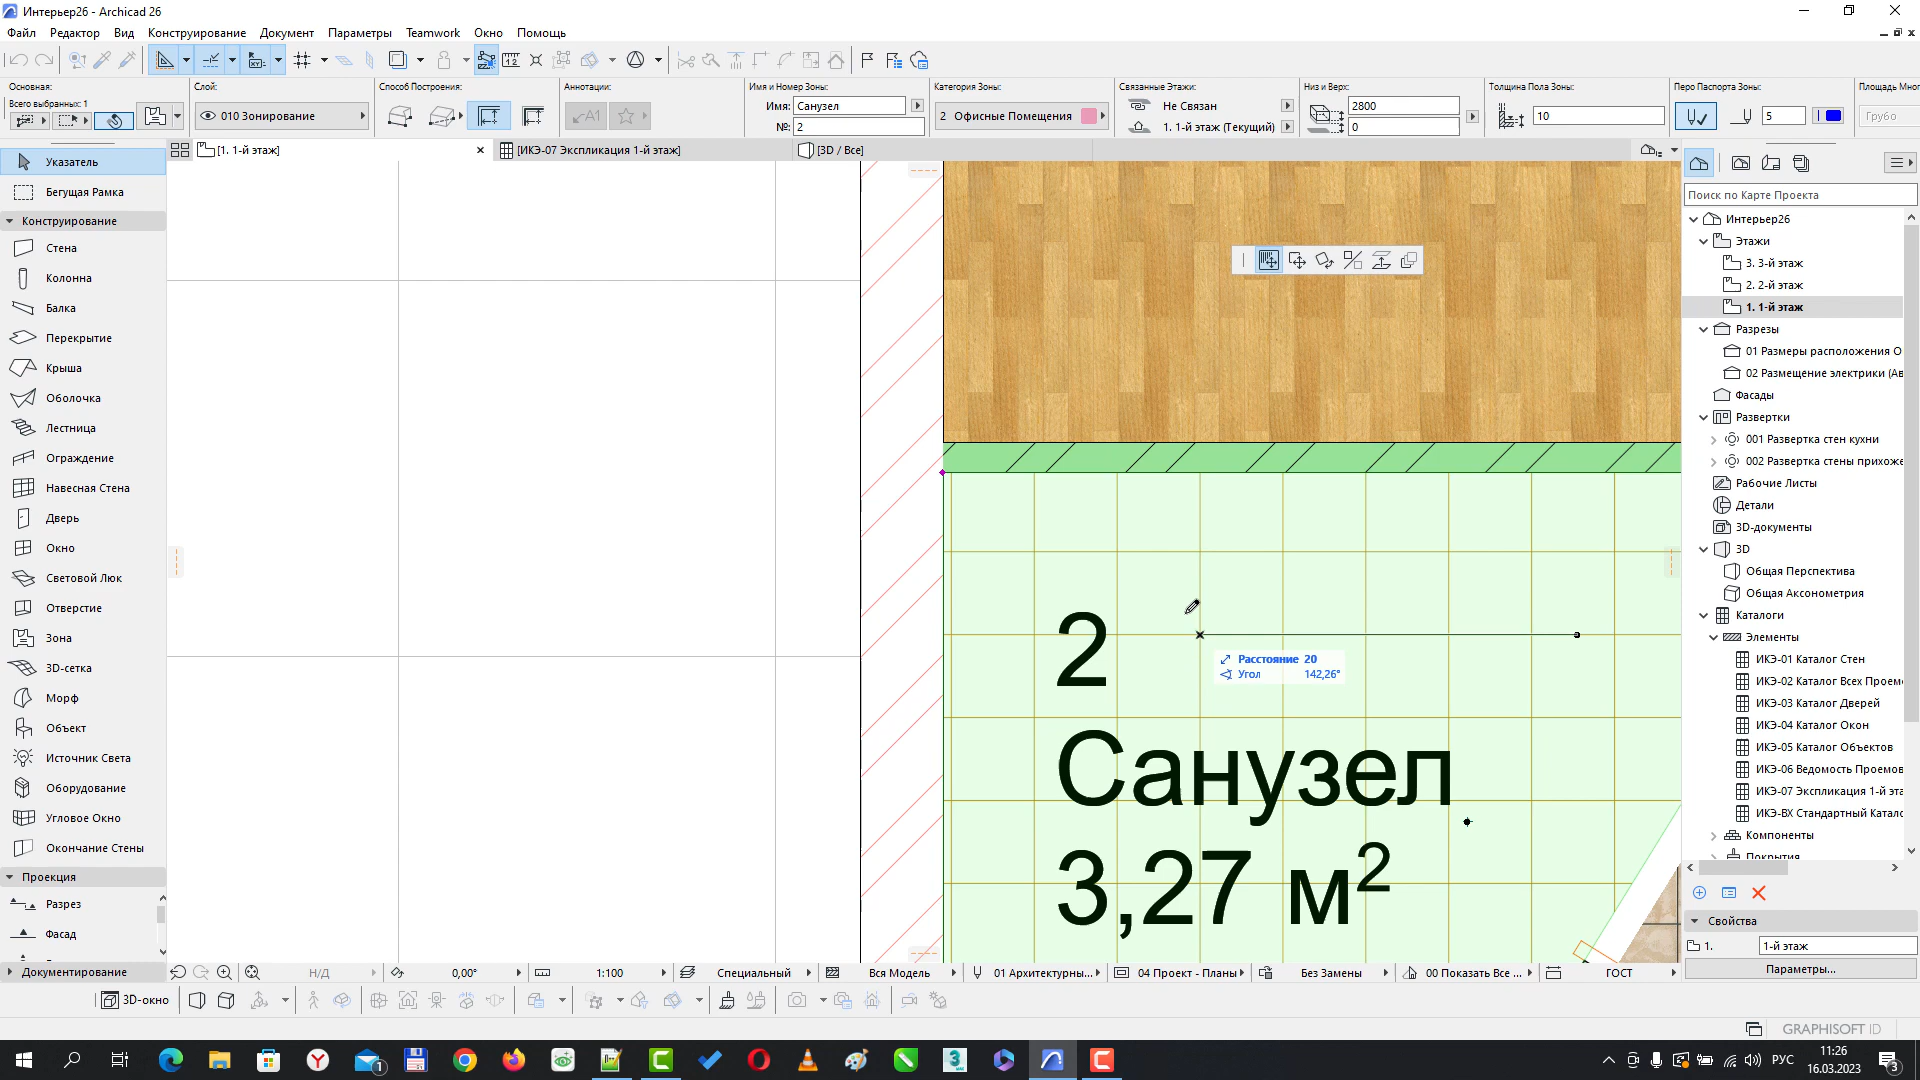 Интерьер26 - Archicad 26
Файл Редактор Вид Конструирование Документ Параметры Teamwork Окно Помощь
Основная: Слой: Способ Построения: Аннотации: Имя и Номер Зоны: Категория Зоны: Связанные Этажи: Низ и Верх: Толщина Пола Зоны: Перо Паспорта Зоны: Площадь Мног
Всего выбранных: 1
Имя: Санузел
№: 2
010 Зонирование
A1
2 Офисные Помещения
Не Связан
1. 1-й этаж (Текущий)
2800
0
10
5
Грубо
[1. 1-й этаж]
[ИКЭ-07 Экспликация 1-й этаж]
[3D / Все]
Указатель
Бегущая Рамка
Конструирование
Стена
Колонна
Балка
Перекрытие
Крыша
Оболочка
Лестница
Ограждение
Навесная Стена
Дверь
Окно
Световой Люк
Отверстие
Зона
3D-сетка
Морф
Объект
Источник Света
Оборудование
Угловое Окно
Окончание Стены
Проекция
Разрез
Фасад
Документирование
2
Санузел
3,27 м²
Расстояние 20
Угол 142,26°
Поиск по Карте Проекта
Интерьер26
Этажи
3. 3-й этаж
2. 2-й этаж
1. 1-й этаж
Разрезы
01 Размеры расположения О
02 Размещение электрики (Ав
Фасады
Развертки
001 Развертка стен кухни
002 Развертка стены прихоже
Рабочие Листы
Детали
3D-документы
3D
Общая Перспектива
Общая Аксонометрия
Каталоги
Элементы
ИКЭ-01 Каталог Стен
ИКЭ-02 Каталог Всех Проем
ИКЭ-03 Каталог Дверей
ИКЭ-04 Каталог Окон
ИКЭ-05 Каталог Объектов
ИКЭ-06 Ведомость Проемов
ИКЭ-07 Экспликация 1-й эта
ИКЭ-ВХ Стандартный Катало
Компоненты
Покрытия
Свойства
1. 1-й этаж
Параметры...
Н/Д 0,00° 1:100 Специальный Вся Модель 01 Архитектурны... 04 Проект - Планы Без Замены 00 Показать Все ... ГОСТ
3D-окно
GRAPHISOFT ID
РУС
11:26
16.03.2023
3
1